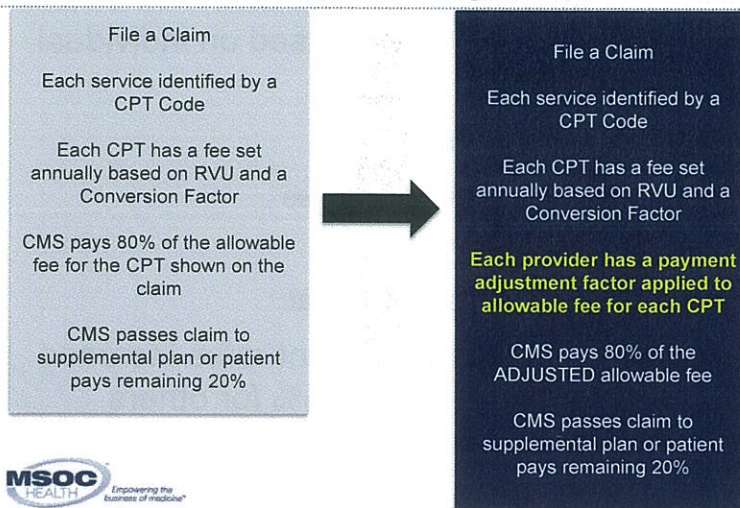 File a Claim
Each service identified by a
CPT Code
Each CPT has a fee set
annually based on RVU and a
Conversion Factor
CMS pays 80% of the allowable
fee for the CPT shown on the
claim
CMS passes claim to
supplemental plan or patient
pays remaining 20%
File a Claim
Each service identified by a
CPT Code
Each CPT has a fee set
annually based on RVU and a
Conversion Factor
Each provider has a payment
adjustment factor applied to
allowable fee for each CPT
CMS pays 80% of the
ADJUSTED allowable fee
CMS passes claim to
supplemental plan or patient
pays remaining 20%
MSOC
HEALTH
Empowering the
business of medicine™